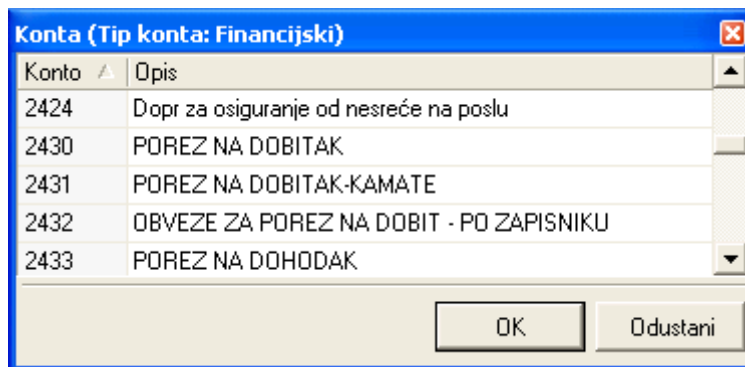 Konta (Tip konta: Financijski)
Konto Opis
2424 Dopr za osiguranje od nesreće na poslu
2430 POREZ NA DOBITAK
2431 POREZ NA DOBITAK-KAMATE
2432 OBVEZE ZA POREZ NA DOBIT - PO ZAPISNIKU
2433 POREZ NA DOHODAK
OK Odustani